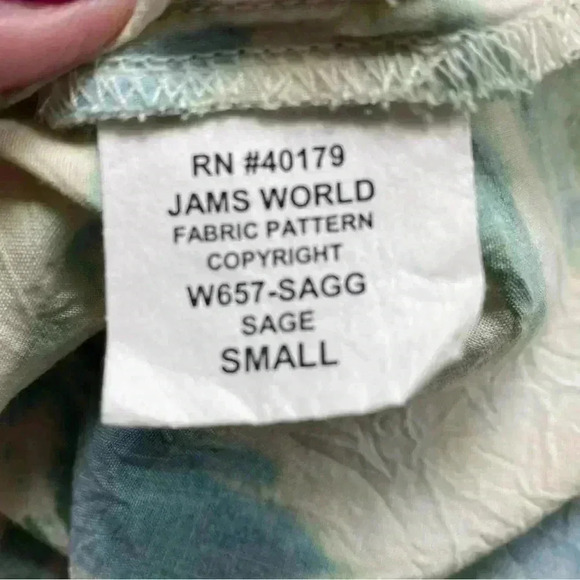 RN #40179
JAMS WORLD
FABRIC PATTERN
COPYRIGHT
W657-SAGG
SAGE
SMALL